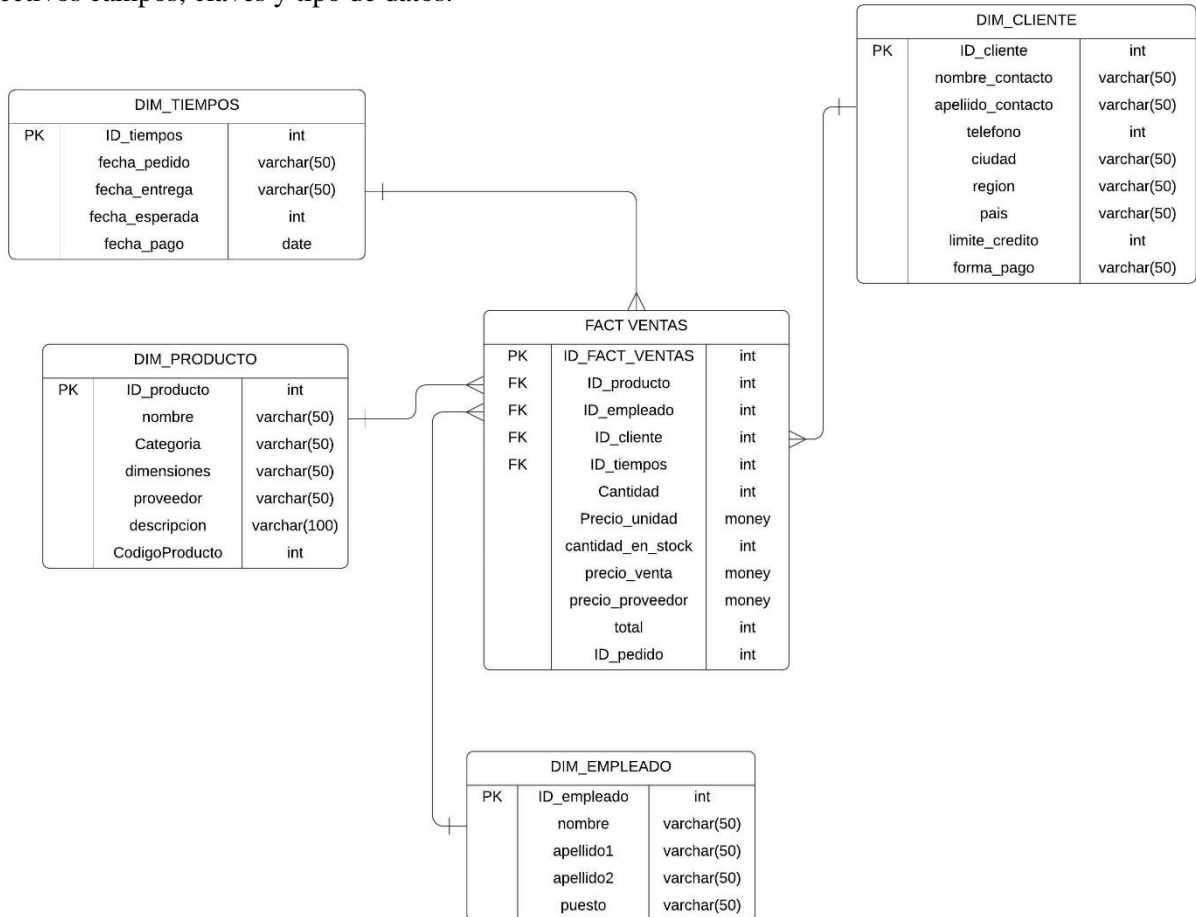 ectivos campos, claves y tipo de datos.
DIM_CLIENTE
PK ID_cliente int
nombre_contacto varchar(50)
apeliido_contacto varchar(50)
telefono int
ciudad varchar(50)
region varchar(50)
pais varchar(50)
limite_credito int
forma_pago varchar(50)
DIM_TIEMPOS
PK ID_tiempos int
fecha_pedido varchar(50)
fecha_entrega varchar(50)
fecha_esperada int
fecha_pago date
FACT VENTAS
PK ID_FACT_VENTAS int
FK ID_producto int
FK ID_empleado int
FK ID_cliente int
FK ID_tiempos int
Cantidad int
Precio_unidad money
cantidad_en_stock int
precio_venta money
precio_proveedor money
total int
ID_pedido int
DIM_PRODUCTO
PK ID_producto int
nombre varchar(50)
Categoria varchar(50)
dimensiones varchar(50)
proveedor varchar(50)
descripcion varchar(100)
CodigoProducto int
DIM_EMPLEADO
PK ID_empleado int
nombre varchar(50)
apellido1 varchar(50)
apellido2 varchar(50)
puesto varchar(50)